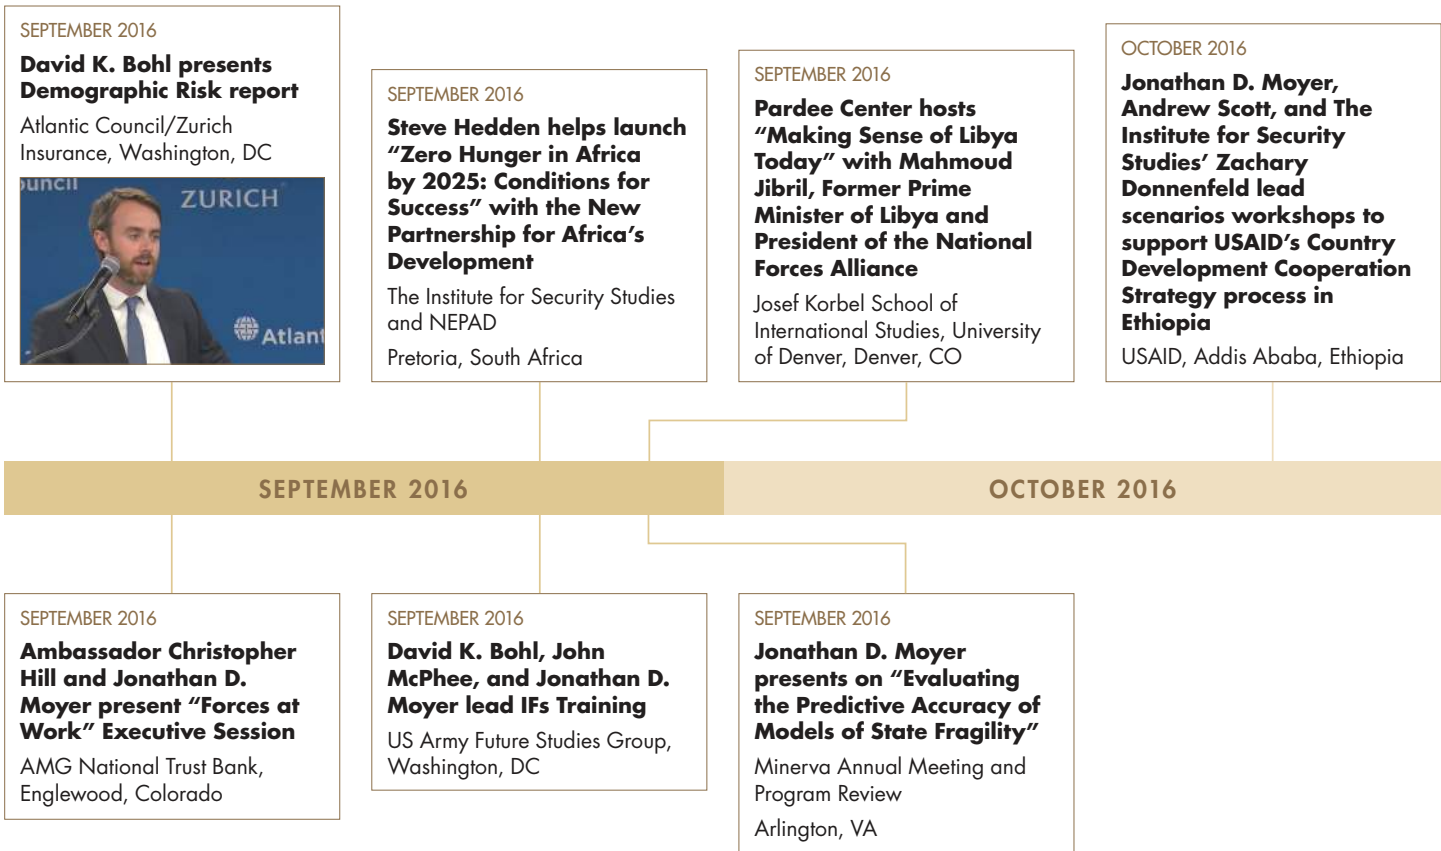 SEPTEMBER 2016
David K. Bohl presents
Demographic Risk report
Atlantic Council/Zurich
Insurance, Washington, DC
ouncil
ZURICH
Atlant
SEPTEMBER 2016
Steve Hedden helps launch
“Zero Hunger in Africa
by 2025: Conditions for
Success” with the New
Partnership for Africa’s
Development
The Institute for Security Studies
and NEPAD
Pretoria, South Africa
SEPTEMBER 2016
Pardee Center hosts
“Making Sense of Libya
Today” with Mahmoud
Jibril, Former Prime
Minister of Libya and
President of the National
Forces Alliance
Josef Korbel School of
International Studies, University
of Denver, Denver, CO
OCTOBER 2016
Jonathan D. Moyer,
Andrew Scott, and The
Institute for Security
Studies’ Zachary
Donnenfeld lead
scenarios workshops to
support USAID’s Country
Development Cooperation
Strategy process in
Ethiopia
USAID, Addis Ababa, Ethiopia
SEPTEMBER 2016
OCTOBER 2016
SEPTEMBER 2016
Ambassador Christopher
Hill and Jonathan D.
Moyer present “Forces at
Work” Executive Session
AMG National Trust Bank,
Englewood, Colorado
SEPTEMBER 2016
David K. Bohl, John
McPhee, and Jonathan D.
Moyer lead IFs Training
US Army Future Studies Group,
Washington, DC
SEPTEMBER 2016
Jonathan D. Moyer
presents on “Evaluating
the Predictive Accuracy of
Models of State Fragility”
Minerva Annual Meeting and
Program Review
Arlington, VA